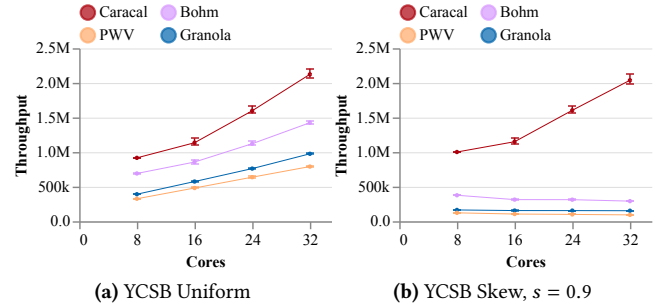 Caracal Bohm
PWV Granola
2.5M
2.0M
1.5M
1.0M
500k
0.0
Throughput
0 8 16 24 32
Cores
(a) YCSB Uniform
Caracal Bohm
PWV Granola
2.5M
2.0M
1.5M
1.0M
500k
0.0
Throughput
0 8 16 24 32
Cores
(b) YCSB Skew, s = 0.9